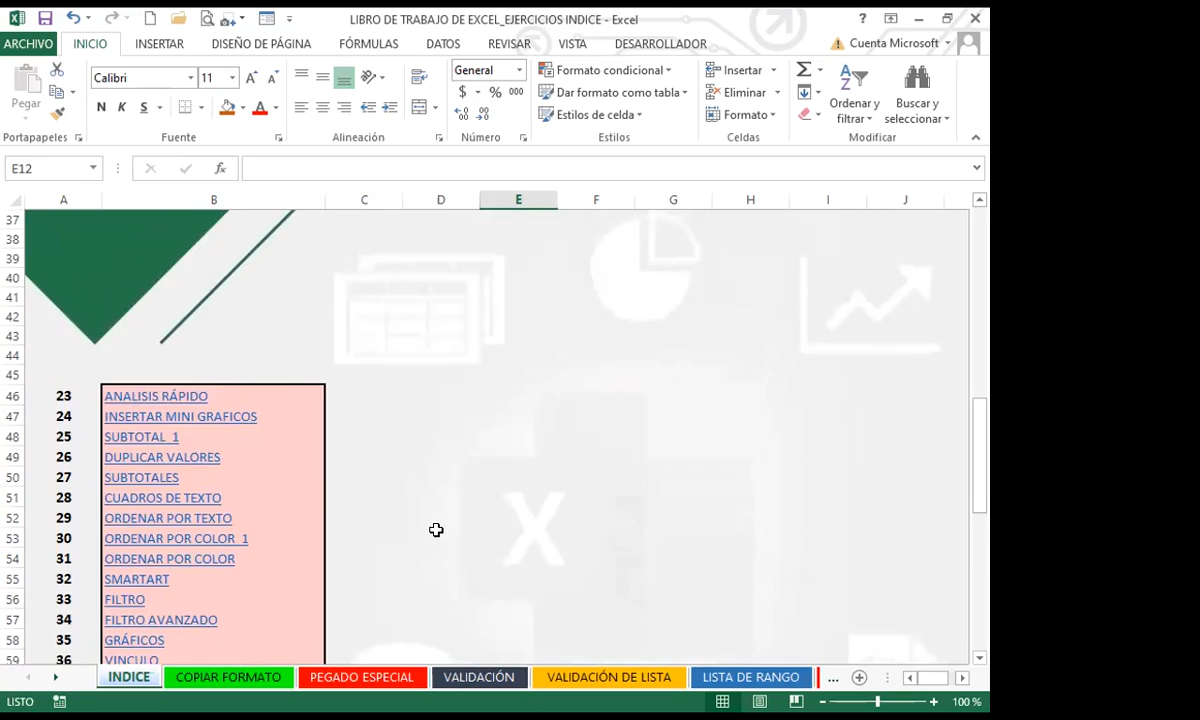 LIBRO DE TRABAJO DE EXCEL_EJERCICIOS INDICE - Excel
?
ARCHIVO INICIO INSERTAR DISEÑO DE PÁGINA FÓRMULAS DATOS REVISAR VISTA DESARROLLADOR Cuenta Microsoft
Calibri 11 General Formato condicional Insertar
Pegar N K S $ % 000 Dar formato como tabla Eliminar Ordenar y filtrar Buscar y seleccionar
Estilos de celda Formato
Portapapeles Fuente Alineación Número Estilos Celdas Modificar
E12 fx
A B C D E F G H I J
37
38
39
40
41
42
43
44
45
46 23 ANALISIS RÁPIDO
47 24 INSERTAR MINI GRAFICOS
48 25 SUBTOTAL 1
49 26 DUPLICAR VALORES
50 27 SUBTOTALES
51 28 CUADROS DE TEXTO
52 29 ORDENAR POR TEXTO
53 30 ORDENAR POR COLOR 1
54 31 ORDENAR POR COLOR
55 32 SMARTART
56 33 FILTRO
57 34 FILTRO AVANZADO
58 35 GRÁFICOS
59 36 VINCULO
INDICE COPIAR FORMATO PEGADO ESPECIAL VALIDACIÓN VALIDACIÓN DE LISTA LISTA DE RANGO ...
LISTO 100 %